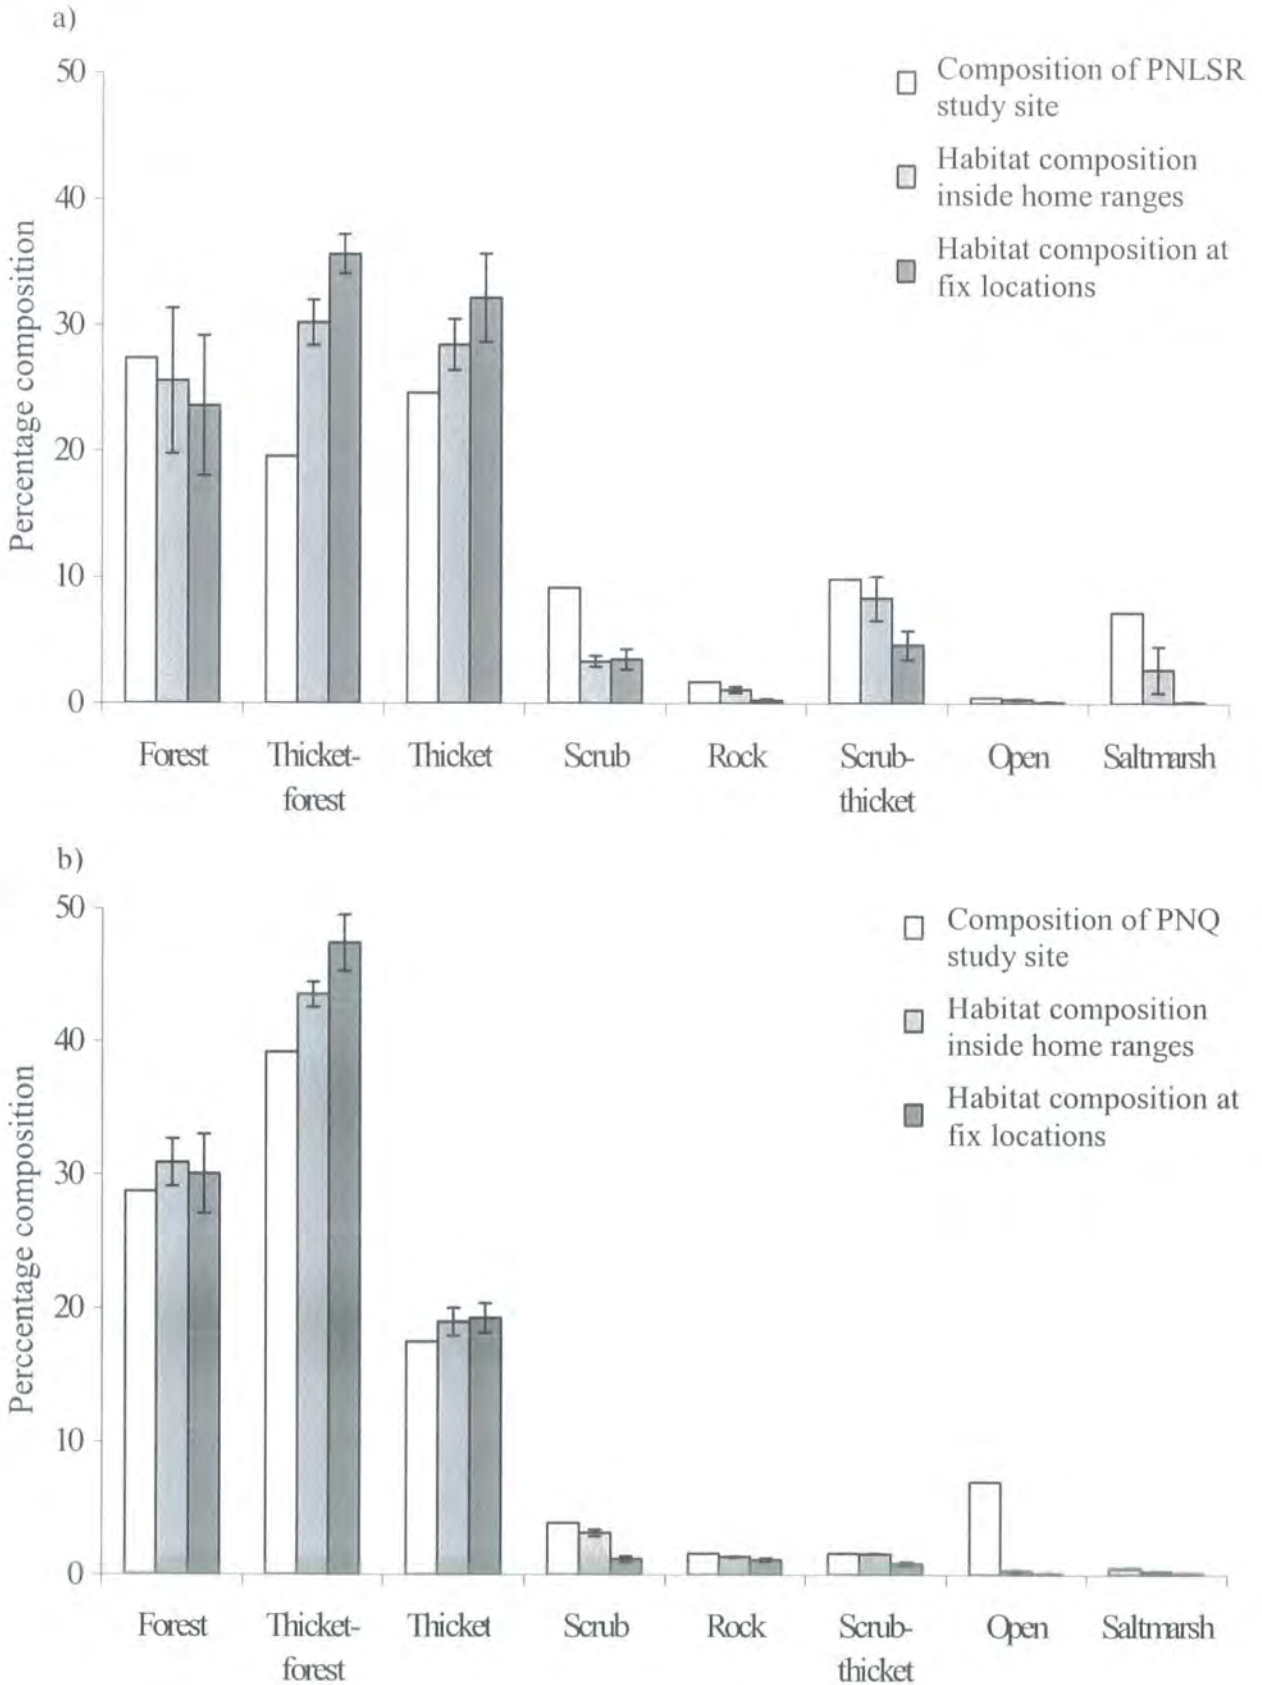 a)
50
40
30
20
10
0
Percentage composition
Composition of PNLSR
study site
Habitat composition
inside home ranges
Habitat composition at
fix locations
Forest
Thicket-
forest
Thicket
Scrub
Rock
Scrub-
thicket
Open
Saltmarsh
b)
50
40
30
20
10
0
Perccentage composition
Composition of PNQ
study site
Habitat composition
inside home ranges
Habitat composition at
fix locations
Forest
Thicket-
forest
Thicket
Scrub
Rock
Scrub-
thicket
Open
Saltmarsh